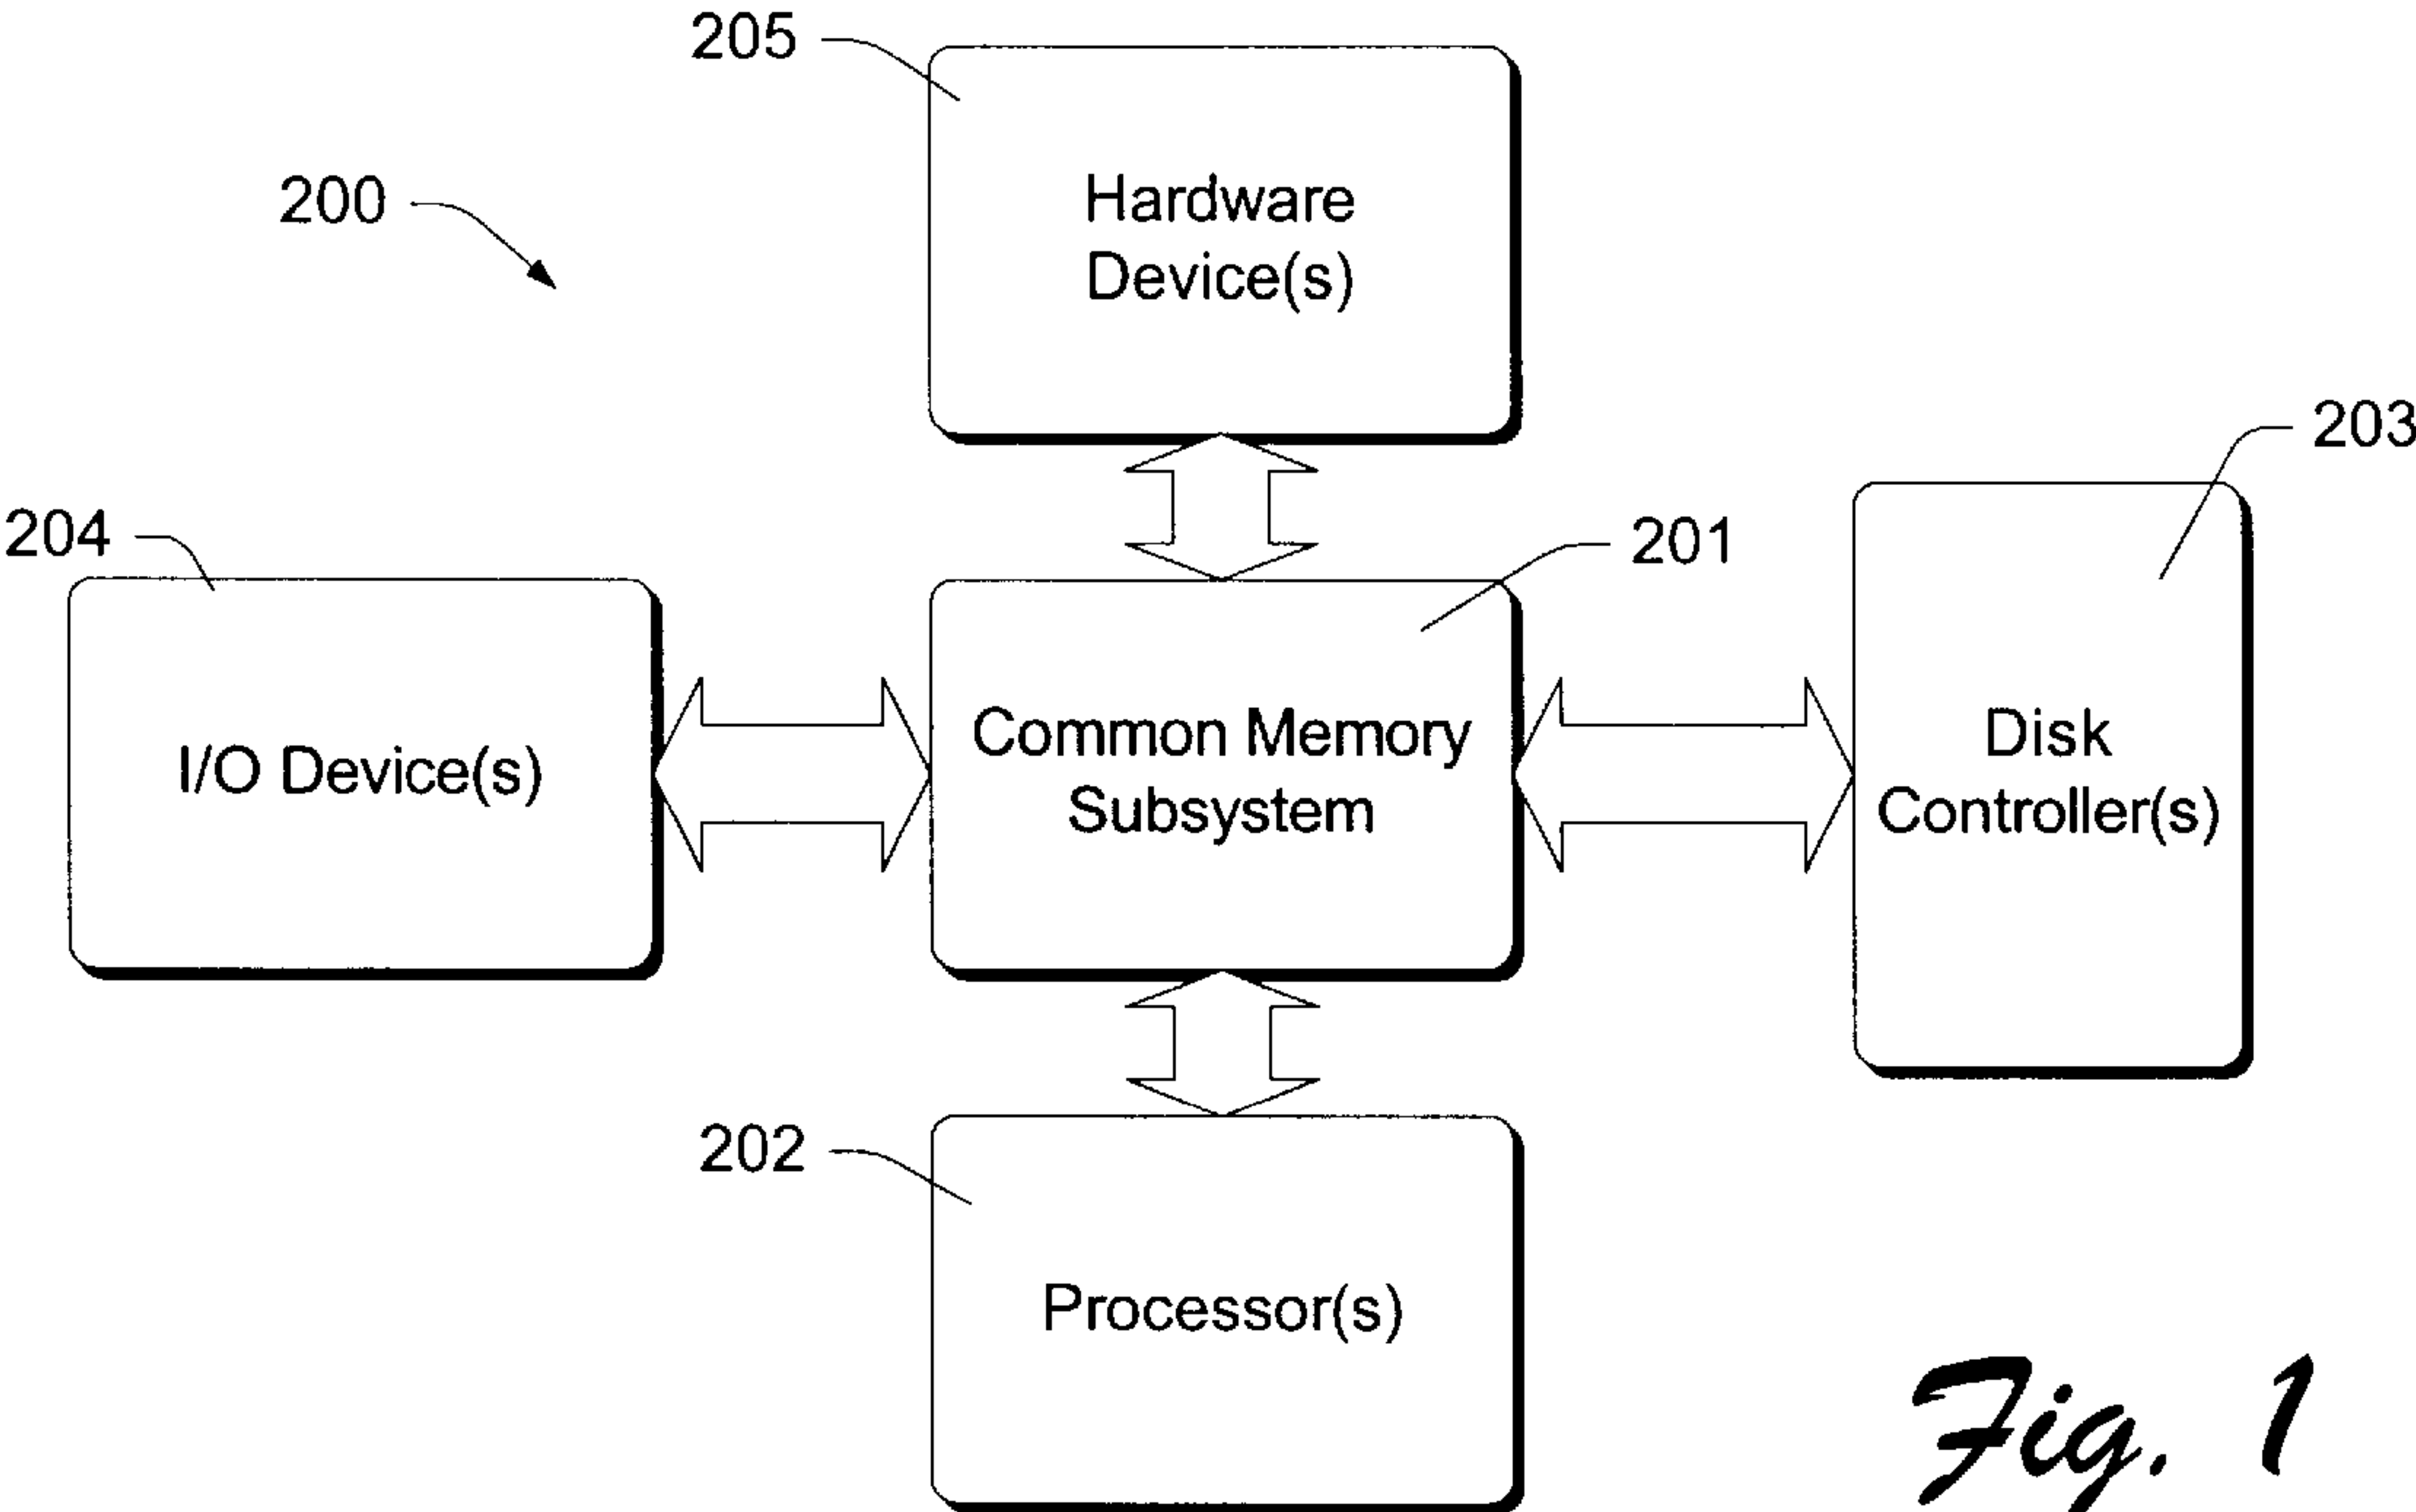 205
Hardware
Device(s)
200
203
204
201
I/O Device(s)
Common Memory
Subsystem
Disk
Controller(s)
202
Processor(s)
Fig. 1